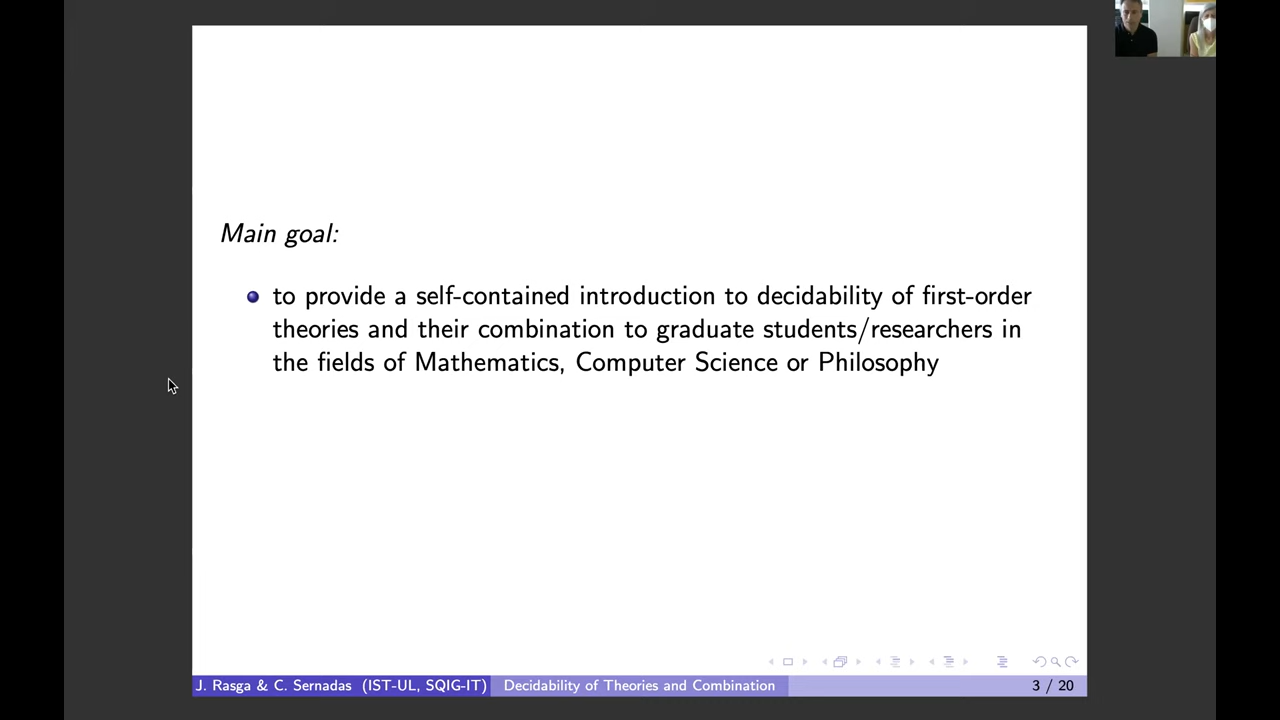 Main goal:
to provide a self-contained introduction to decidability of first-order
theories and their combination to graduate students/researchers in
the fields of Mathematics, Computer Science or Philosophy
J. Rasga & C. Sernadas (IST-UL, SQIG-IT) Decidability of Theories and Combination 3 / 20